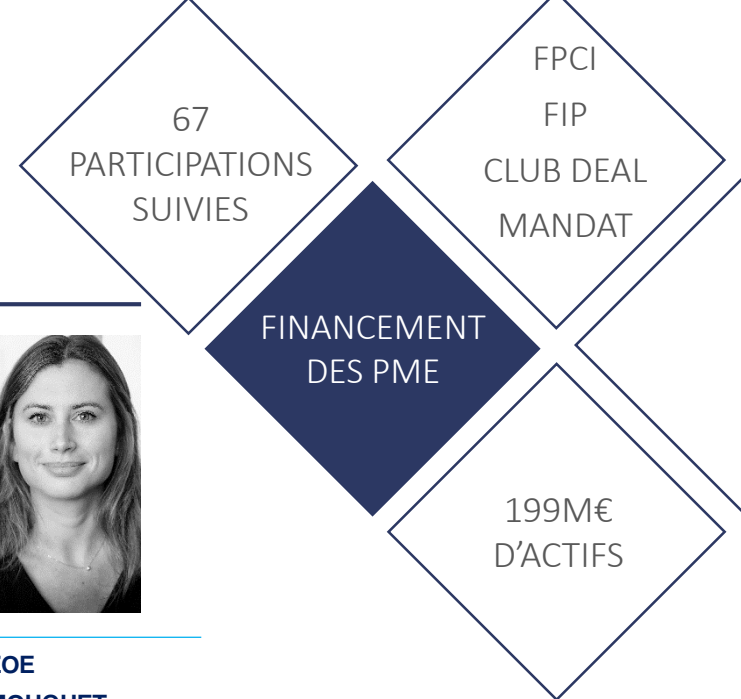 67
PARTICIPATIONS
SUIVIES
FPCI
FIP
CLUB DEAL
MANDAT
FINANCEMENT
DES PME
199M€
D’ACTIFS